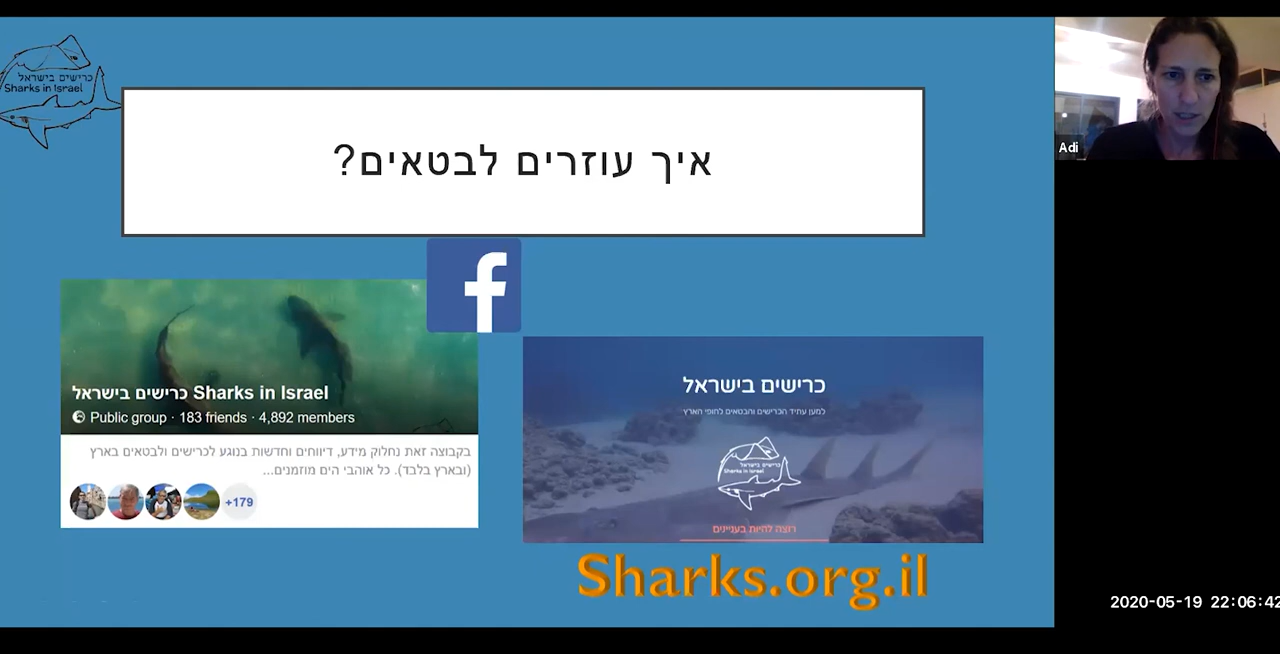 כרישים בישראל
Sharks in Israel
איך עוזרים לבטאים?
Adi
כרישים בישראל Sharks in Israel
Public group · 183 friends · 4,892 members
בקבוצה זאת נחלוק מידע, דיווחים וחדשות בנוגע לכרישים ולבטאים בארץ
(ובארץ בלבד). כל אוהבי הים מוזמנים...
+179
כרישים בישראל
למען עתיד הכרישים והבטאים לחופי הארץ
כרישים בישראל
Sharks in Israel
רוצה להיות בעניינים
Sharks.org.il
2020-05-19 22:06:42